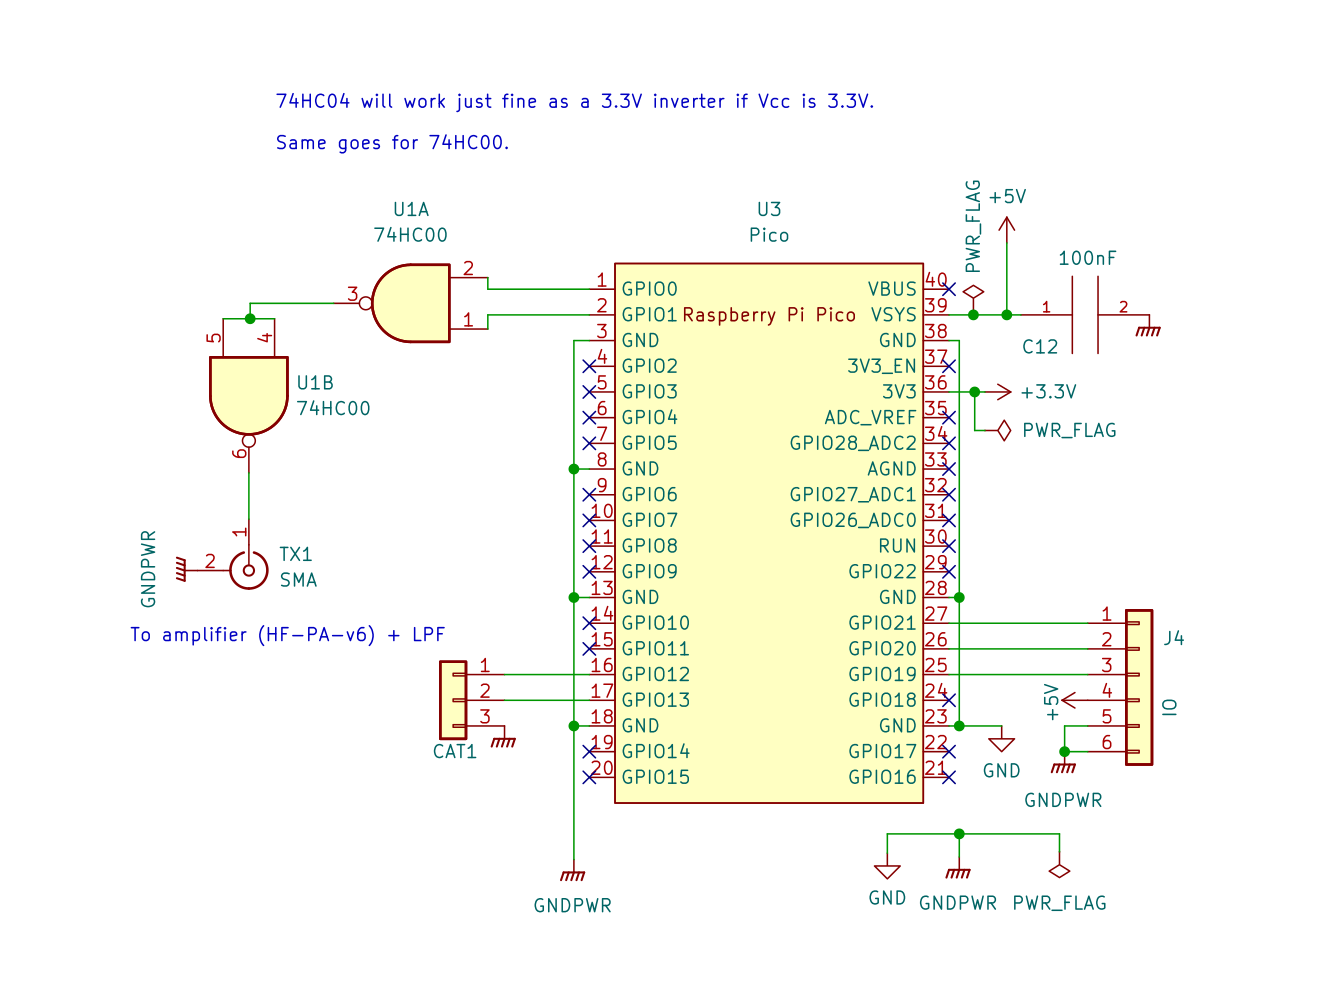 74HC04 will work just fine as a 3.3V inverter if Vcc is 3.3V.
Same goes for 74HC00.
U1A
74HC00
2
1
3
5
4
U1B
74HC00
6
1
2
GNDPWR
TX1
SMA
To amplifier (HF-PA-v6) + LPF
1
2
3
CAT1
U3
Pico
Raspberry Pi Pico
1 GPIO0
2 GPIO1
3 GND
4 GPIO2
5 GPIO3
6 GPIO4
7 GPIO5
8 GND
9 GPIO6
10 GPIO7
11 GPIO8
12 GPIO9
13 GND
14 GPIO10
15 GPIO11
16 GPIO12
17 GPIO13
18 GND
19 GPIO14
20 GPIO15
VBUS 40
VSYS 39
GND 38
3V3_EN 37
3V3 36
ADC_VREF 35
GPIO28_ADC2 34
AGND 33
GPIO27_ADC1 32
GPIO26_ADC0 31
RUN 30
GPIO22 29
GND 28
GPIO21 27
GPIO20 26
GPIO19 25
GPIO18 24
GND 23
GPIO17 22
GPIO16 21
PWR_FLAG
+5V
100nF
1
2
C12
+3.3V
PWR_FLAG
1
2
3
4
5
6
J4
IO
+5V
GND
GNDPWR
GNDPWR
GND
GNDPWR
PWR_FLAG